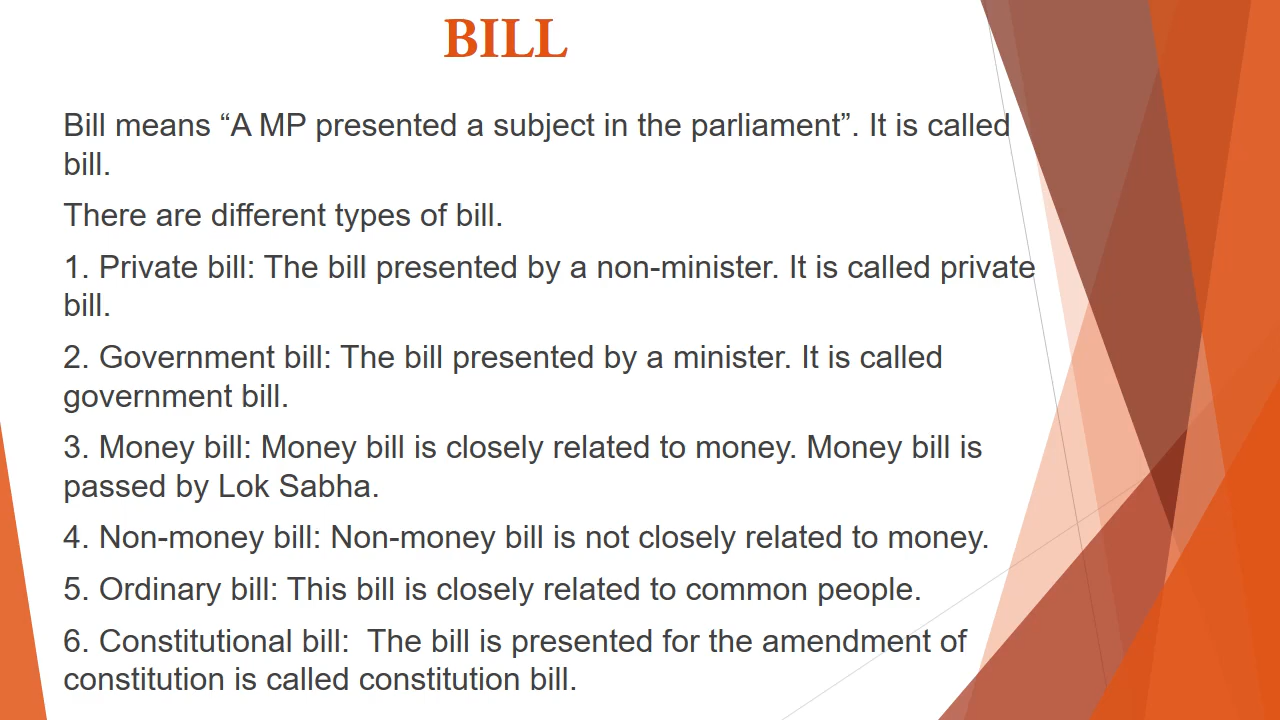 BILL
Bill means “A MP presented a subject in the parliament”. It is called
bill.
There are different types of bill.
1. Private bill: The bill presented by a non-minister. It is called private
bill.
2. Government bill: The bill presented by a minister. It is called
government bill.
3. Money bill: Money bill is closely related to money. Money bill is
passed by Lok Sabha.
4. Non-money bill: Non-money bill is not closely related to money.
5. Ordinary bill: This bill is closely related to common people.
6. Constitutional bill:  The bill is presented for the amendment of
constitution is called constitution bill.